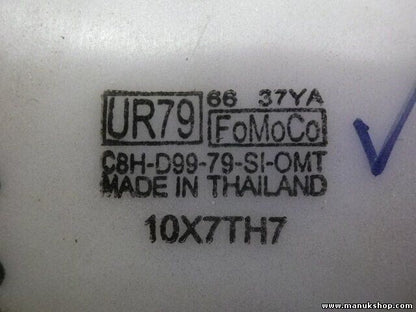 66 37YA
UR79 FoMoCo
C8H-D99-79-SI-OMT
MADE IN THAILAND
10X7TH7
www.manukshop.com